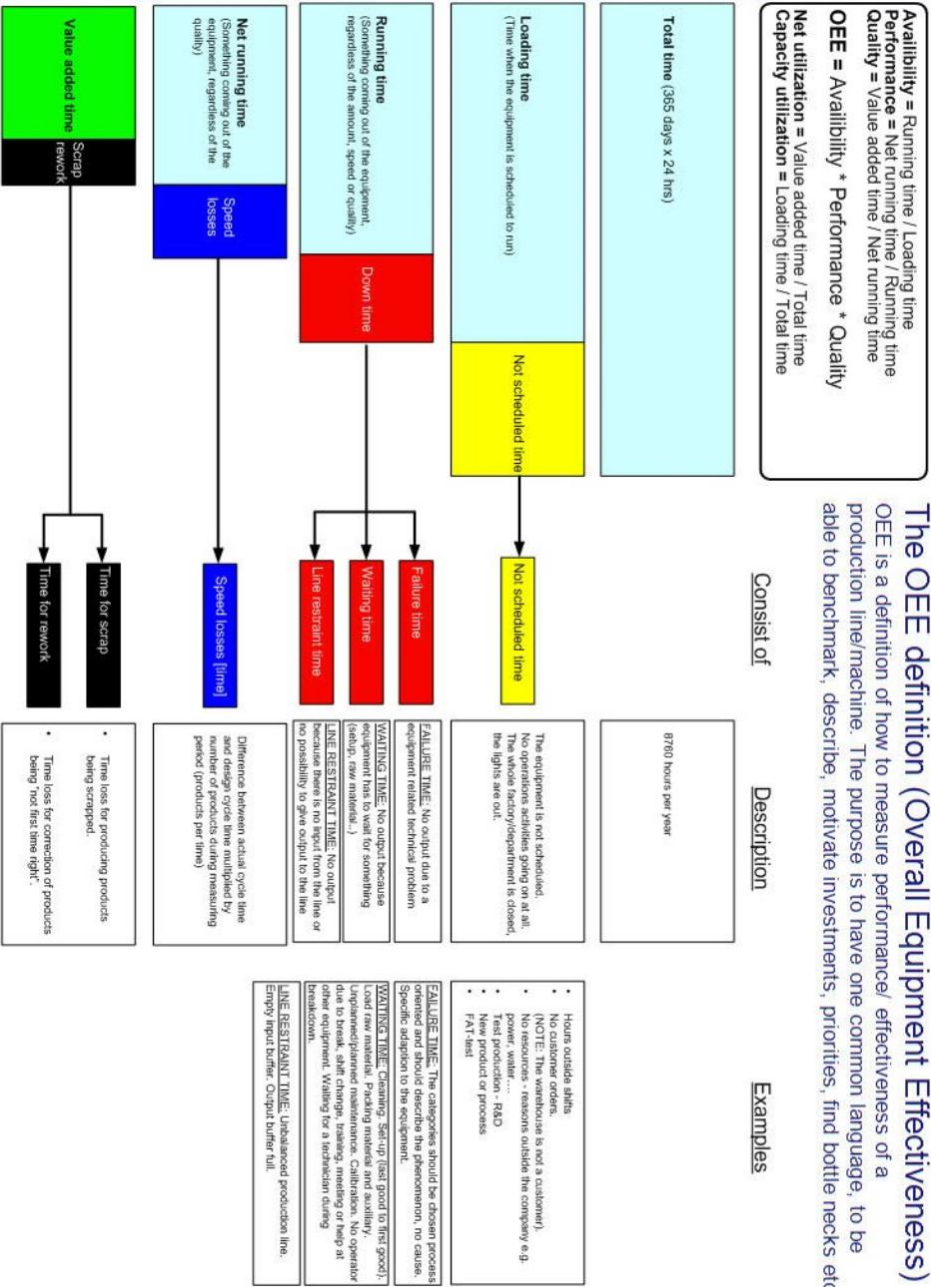 The OEE definition (Overall Equipment Effectiveness)
OEE is a definition of how to measure performance/ effectiveness of a
production line/machine. The purpose is to have one common language, to be
able to benchmark, describe, motivate investments, priorities, find bottle necks etc
Availibility = Running time / Loading time
Performance = Net running time / Running time
Quality = Value added time / Net running time
OEE = Availibility * Performance * Quality
Net utilization = Value added time / Total time
Capacity utilization = Loading time / Total time
Consist of
Description
Examples
Total time (365 days x 24 hrs)
8760 hours per year
Loading time
(Time when the equipment is scheduled to run)
Not scheduled time
Not scheduled time
The equipment is not scheduled.
No operations activities going on at all.
The whole factory/department is closed,
the lights are out.
• Hours outside shifts
• No customer orders.
(NOTE: The warehouse is not a customer).
• No resources - reasons outside the company e.g.
power, water....
• Test production - R&D
• New product or process
• FAT-test
Running time
(Something coming out of the equipment,
regardless of the amount, speed or quality)
Down time
Failure time
Waiting time
Line restraint time
FAILURE TIME: No output due to a
equipment related technical problem
WAITING TIME: No output because
equipment has to wait for something
(setup, raw material..)
LINE RESTRAINT TIME: No output
because there is no input from the line or
no possibility to give output to the line
FAILURE TIME: The categories should be chosen process
oriented and should describe the phenomenon, no cause.
Specific adaption to the equipment.
WAITING TIME: Cleaning. Set-up (last good to first good).
Load raw material. Packing material and auxiliary.
Unplanned/planned maintenance. Calibration. No operator
due to break, shift change, training, meeting or help at
other equipment. Waiting for a technician during
breakdown.
LINE RESTRAINT TIME: Unbalanced production line.
Empty input buffer. Output buffer full.
Net running time
(Something coming out of the
equipment, regardless of the
quality)
Speed
losses
Speed losses [time]
Difference between actual cycle time
and design cycle time multiplied by
number of products during measuring
period (products per time)
Value added time
Scrap
rework
Time for scrap
Time for rework
• Time loss for producing products
being scrapped.
• Time loss for correction of products
being "not first time right".